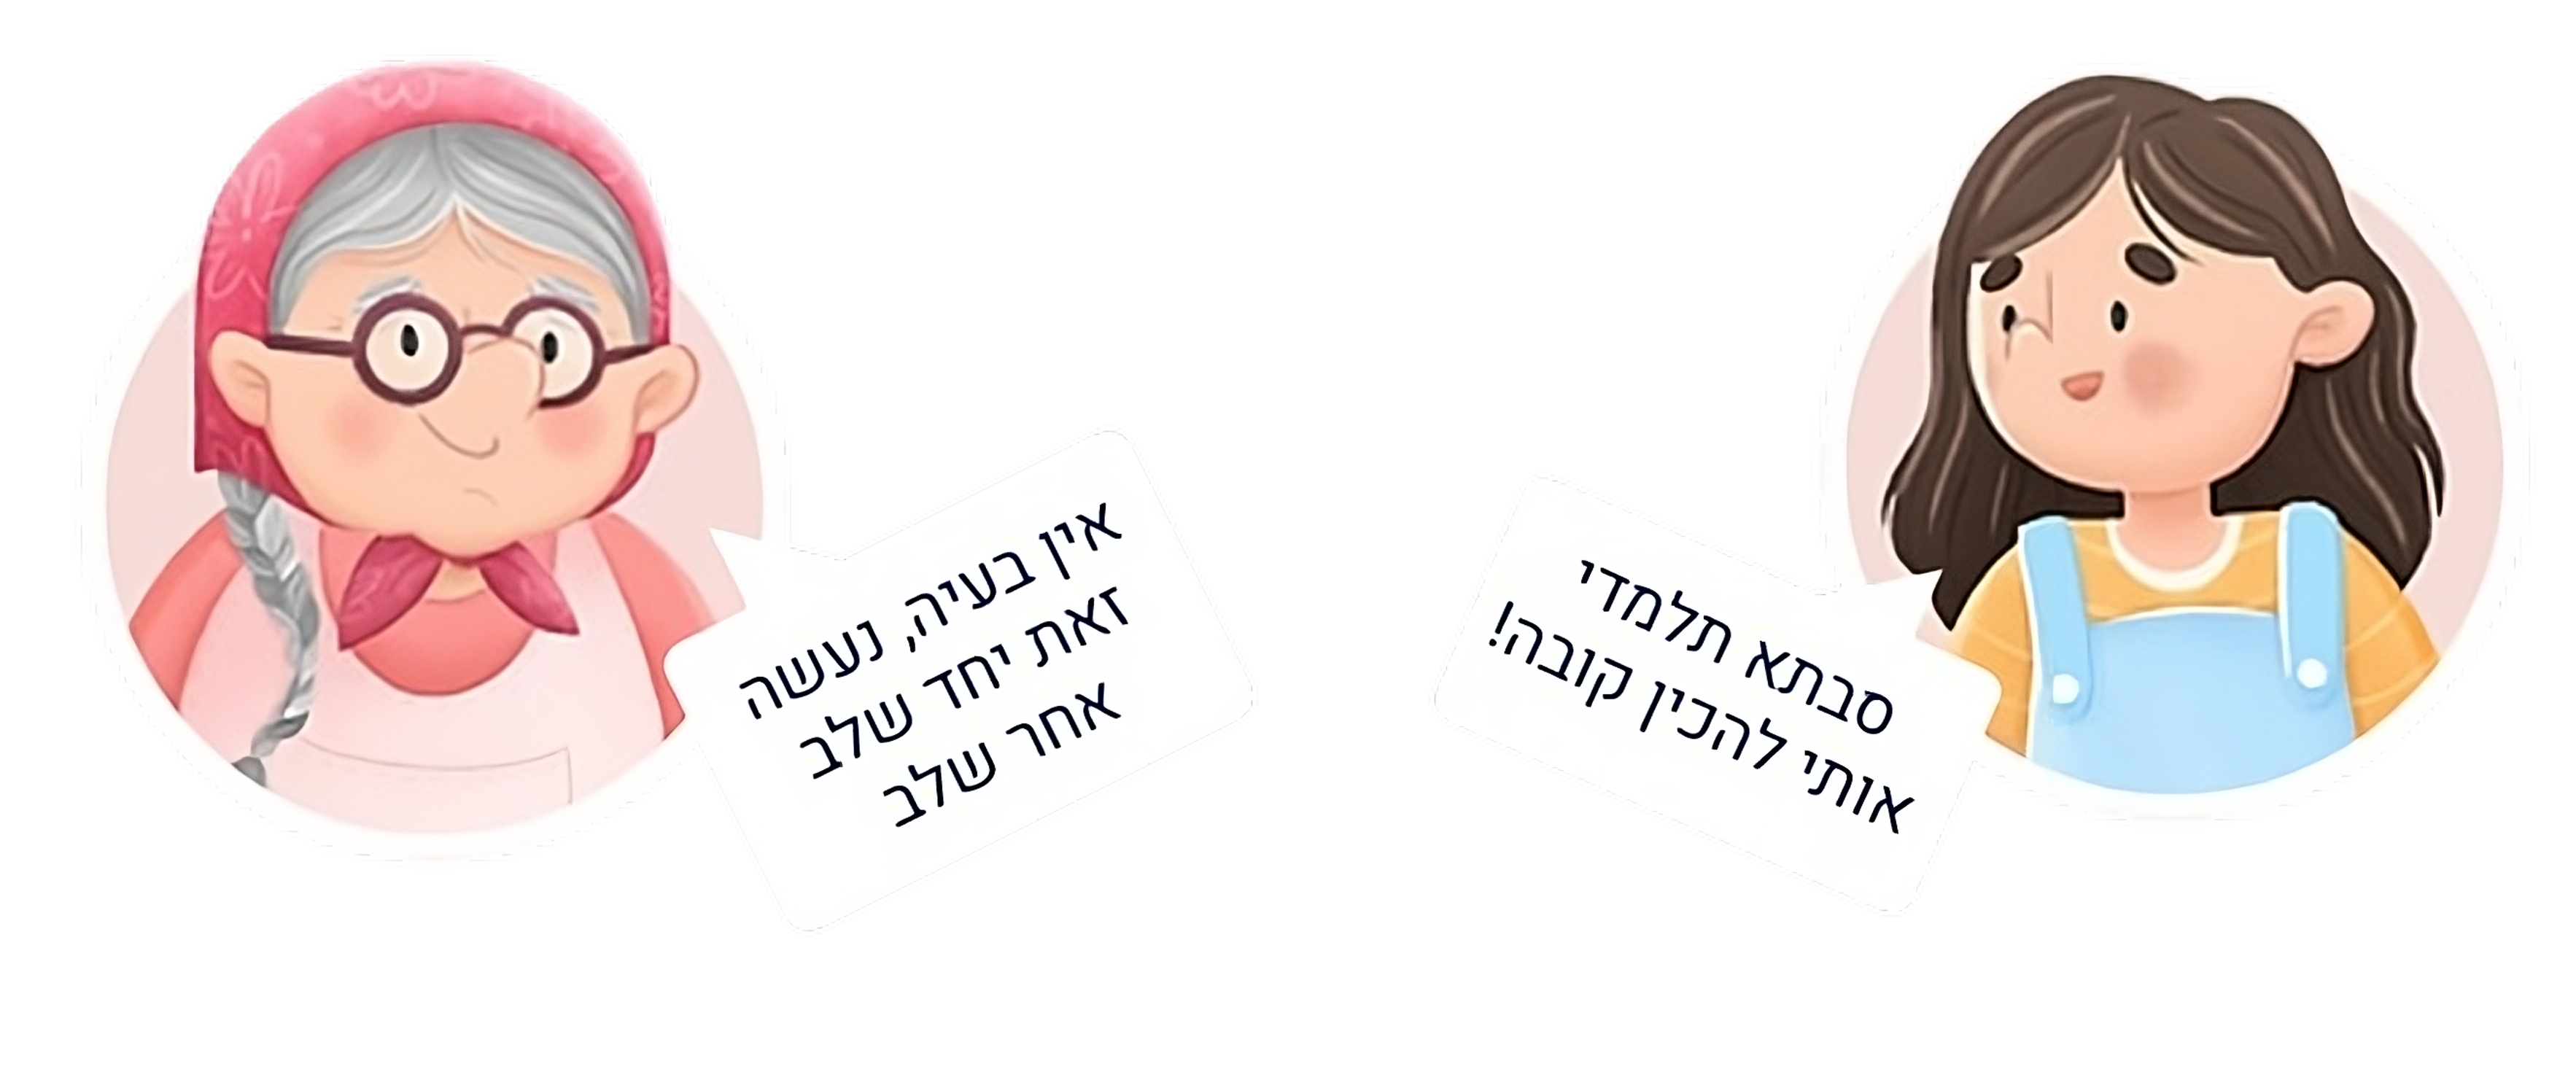 סבתא תלמדי
אותי להכין קובה!
אין בעיה, נעשה
זאת יחד שלב
אחר שלב